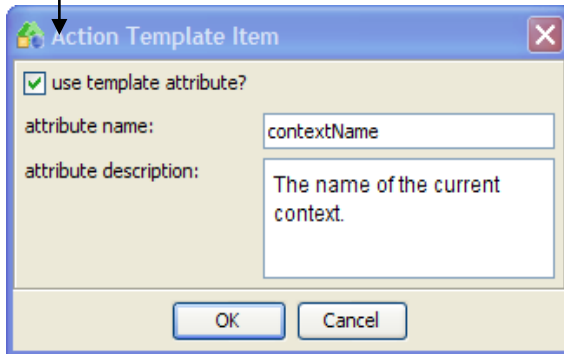 Action Template Item
use template attribute?
attribute name:
contextName
attribute description:
The name of the current
context.
OK
Cancel